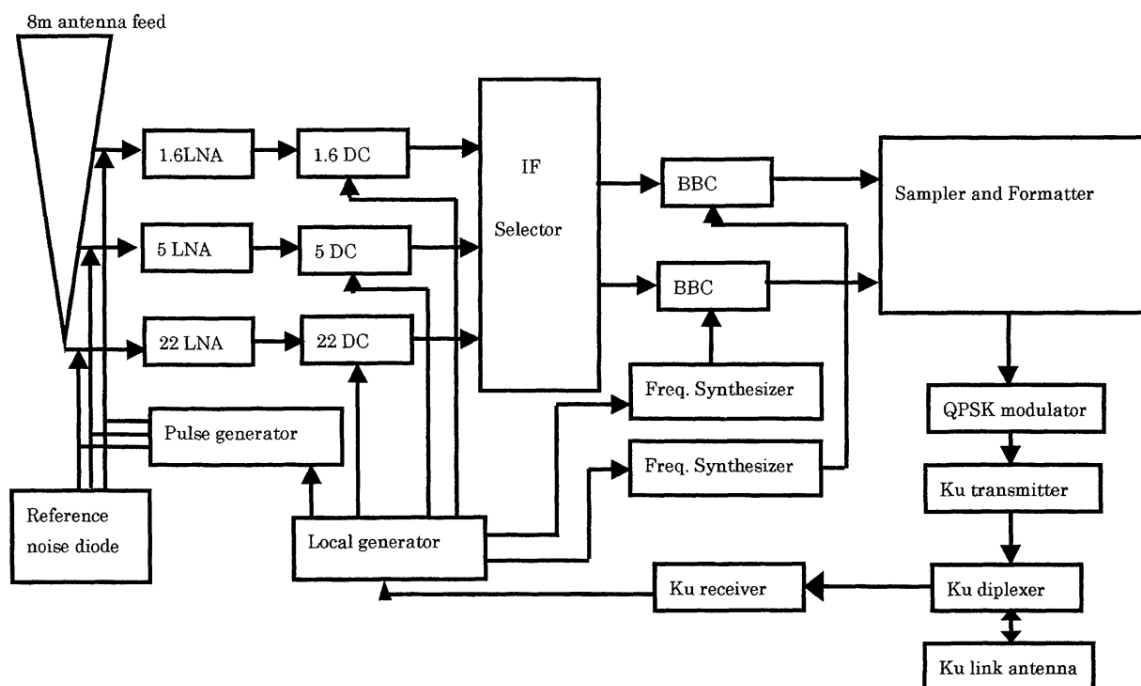 8m antenna feed
1.6LNA
1.6 DC
IF
Selector
BBC
Sampler and Formatter
5 LNA
5 DC
BBC
22 LNA
22 DC
Freq. Synthesizer
QPSK modulator
Pulse generator
Freq. Synthesizer
Ku transmitter
Reference
noise diode
Local generator
Ku receiver
Ku diplexer
Ku link antenna